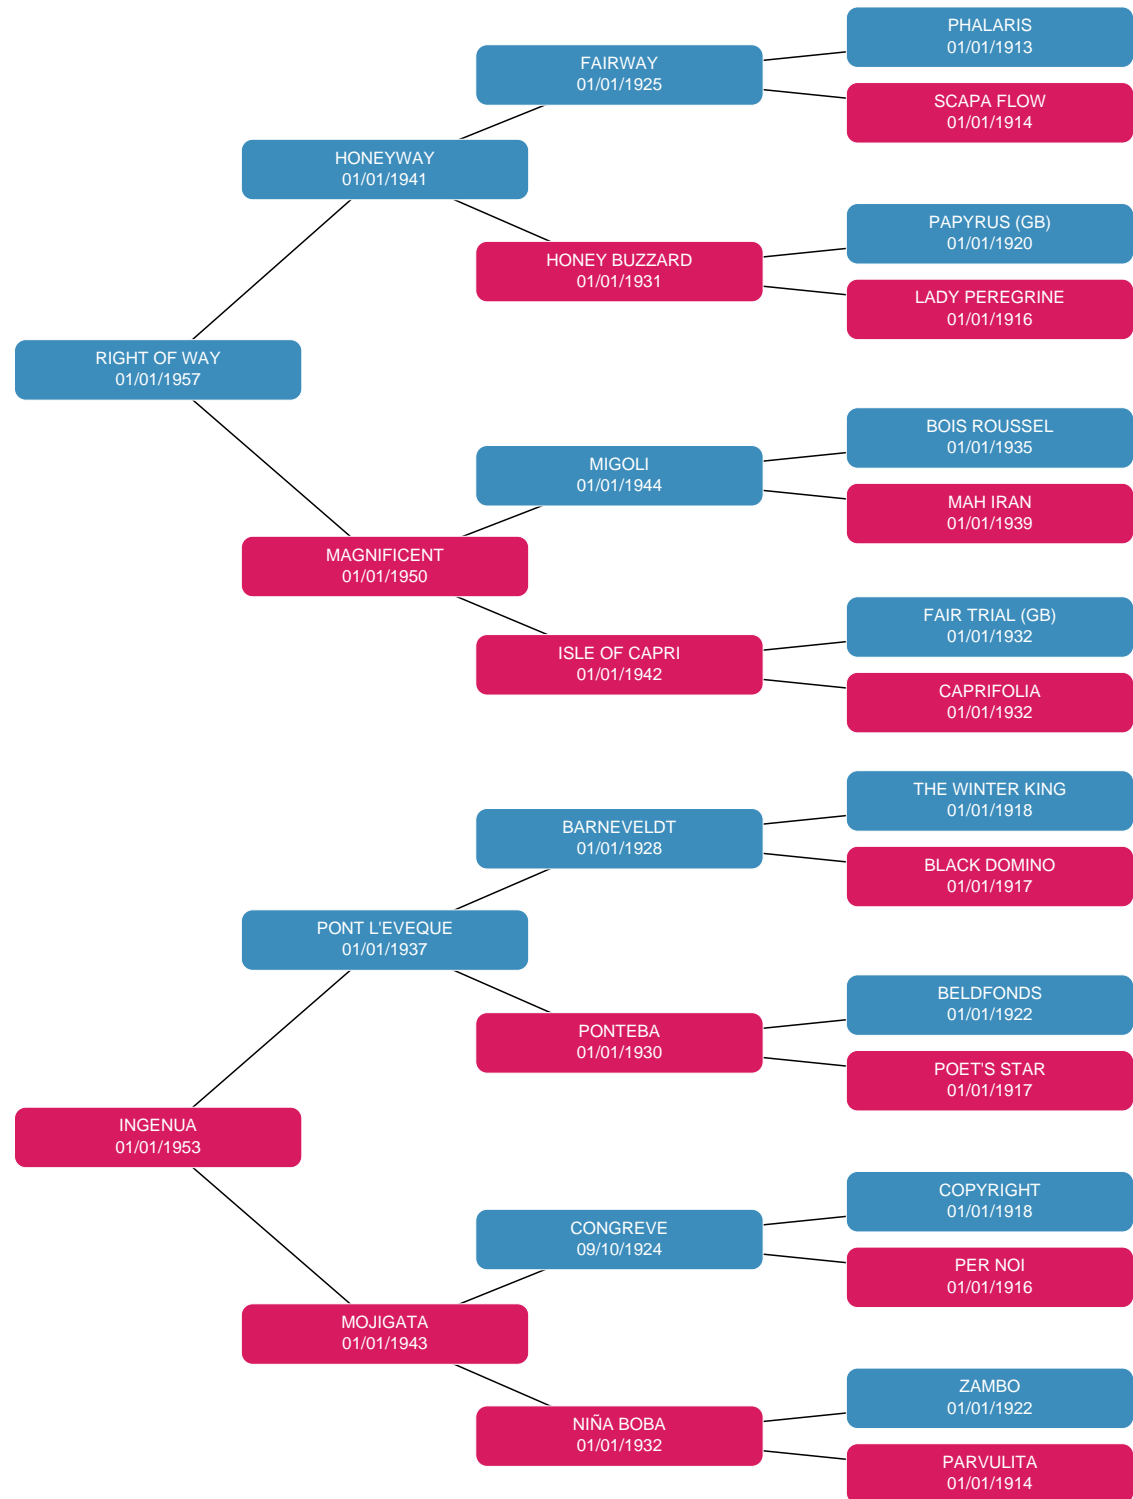 PHALARIS
01/01/1913
FAIRWAY
01/01/1925
SCAPA FLOW
01/01/1914
HONEYWAY
01/01/1941
PAPYRUS (GB)
01/01/1920
HONEY BUZZARD
01/01/1931
LADY PEREGRINE
01/01/1916
RIGHT OF WAY
01/01/1957
BOIS ROUSSEL
01/01/1935
MIGOLI
01/01/1944
MAH IRAN
01/01/1939
MAGNIFICENT
01/01/1950
FAIR TRIAL (GB)
01/01/1932
ISLE OF CAPRI
01/01/1942
CAPRIFOLIA
01/01/1932
THE WINTER KING
01/01/1918
BARNEVELDT
01/01/1928
BLACK DOMINO
01/01/1917
PONT L'EVEQUE
01/01/1937
BELDFONDS
01/01/1922
PONTEBA
01/01/1930
POET'S STAR
01/01/1917
INGENUA
01/01/1953
COPYRIGHT
01/01/1918
CONGREVE
09/10/1924
PER NOI
01/01/1916
MOJIGATA
01/01/1943
ZAMBO
01/01/1922
NIÑA BOBA
01/01/1932
PARVULITA
01/01/1914